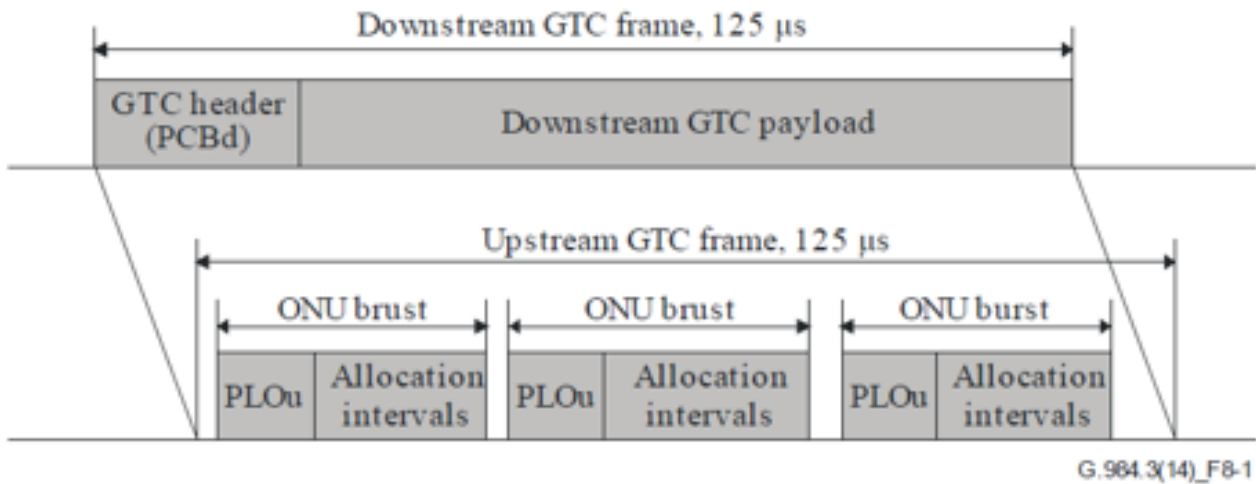 Downstream GTC frame, 125 μs
GTC header
(PCBd)
Downstream GTC payload
Upstream GTC frame, 125 μs
ONU brust
ONU brust
ONU burst
PLOu
Allocation
intervals
PLOu
Allocation
intervals
PLOu
Allocation
intervals
G.984.3(14)_F8-1